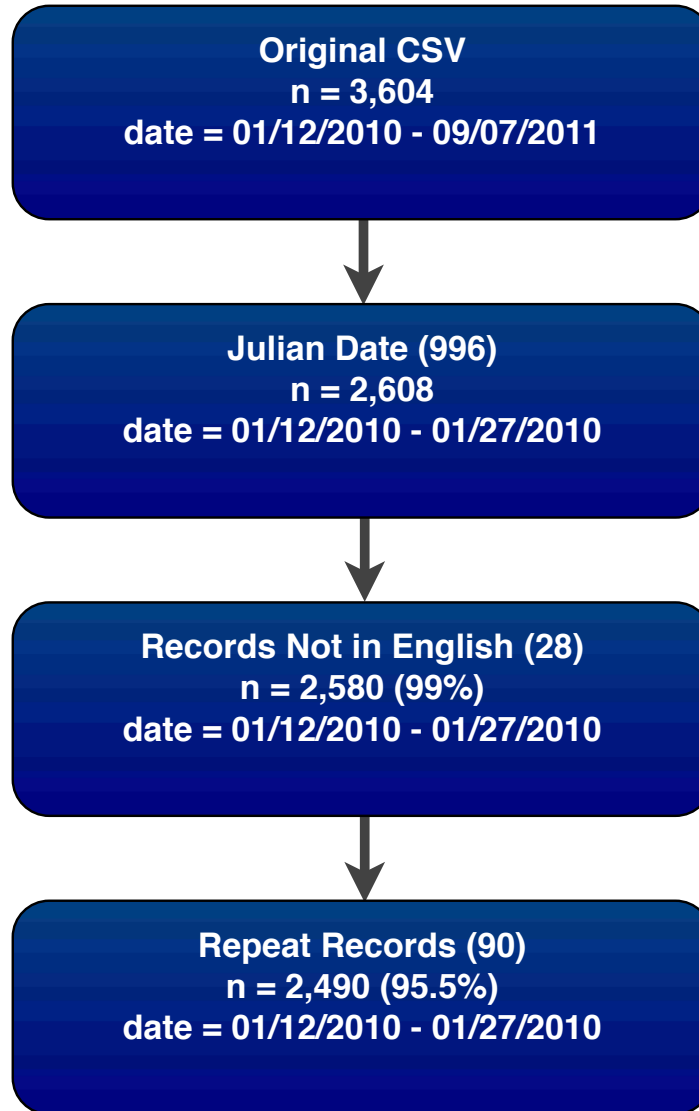 Original CSV
n = 3,604
date = 01/12/2010 - 09/07/2011
Julian Date (996)
n = 2,608
date = 01/12/2010 - 01/27/2010
Records Not in English (28)
n = 2,580 (99%)
date = 01/12/2010 - 01/27/2010
Repeat Records (90)
n = 2,490 (95.5%)
date = 01/12/2010 - 01/27/2010